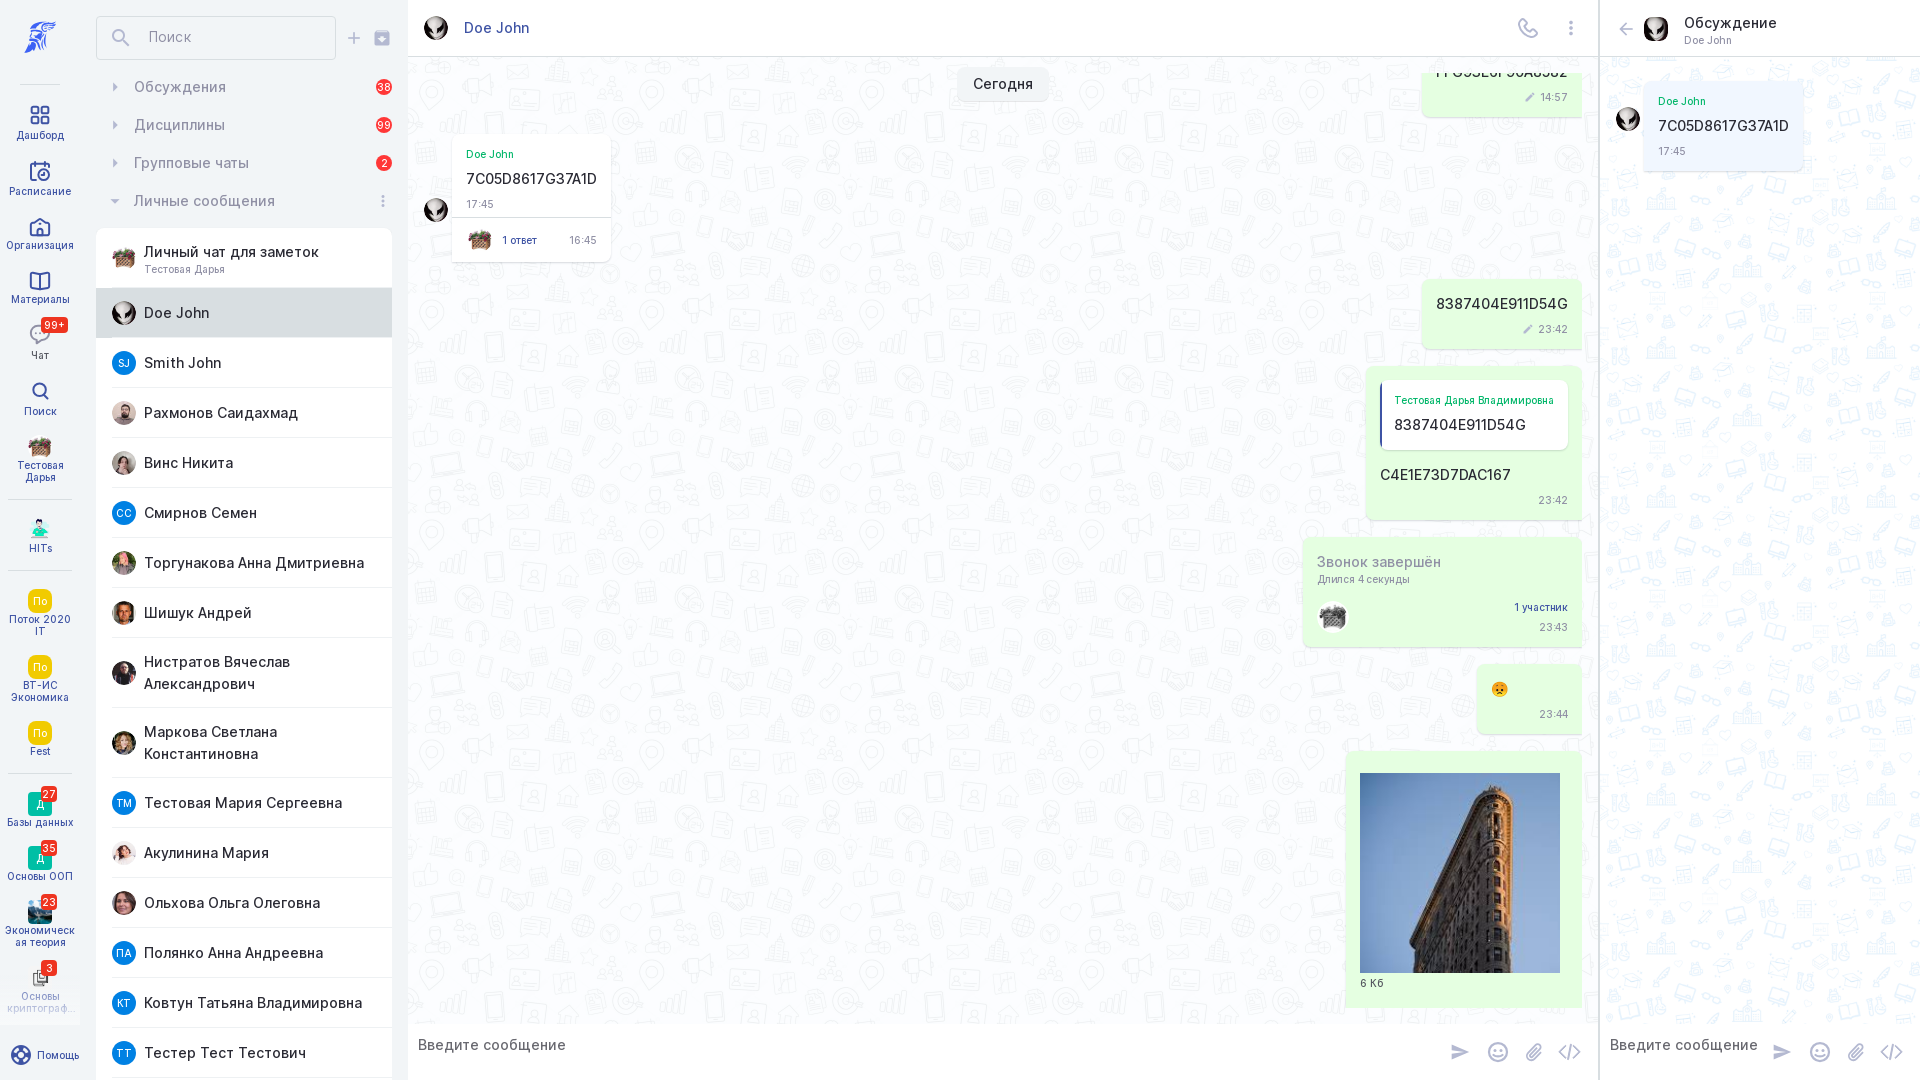 Дашборд
Расписание
Организация
Материалы
99+
Чат
Поиск
Тестовая
Дарья
HITs
По
Поток 2020
IT
По
ВТ-ИС
Экономика
По
Fest
27
Д
Базы данных
35
Д
Основы ООП
23
Экономическ
ая теория
3
Основы
криптограф...
Помощь
Поиск
Обсуждения
38
Дисциплины
99
Групповые чаты
2
Личные сообщения
Личный чат для заметок
Тестовая Дарья
Doe John
SJ
Smith John
Рахмонов Саидахмад
Винс Никита
СС
Смирнов Семен
Торгунакова Анна Дмитриевна
Шишук Андрей
Нистратов Вячеслав
Александрович
Маркова Светлана
Константиновна
ТМ
Тестовая Мария Сергеевна
Акулинина Мария
Ольхова Ольга Олеговна
ПА
Полянко Анна Андреевна
КТ
Ковтун Татьяна Владимировна
ТТ
Тестер Тест Тестович
Doe John
Сегодня
14:57
Doe John
7C05D8617G37A1D
17:45
1 ответ
16:45
8387404E911D54G
23:42
Тестовая Дарья Владимировна
8387404E911D54G
C4E1E73D7DAC167
23:42
Звонок завершён
Длился 4 секунды
1 участник
23:43
23:44
6 Кб
Введите сообщение
Обсуждение
Doe John
Doe John
7C05D8617G37A1D
17:45
Введите сообщение